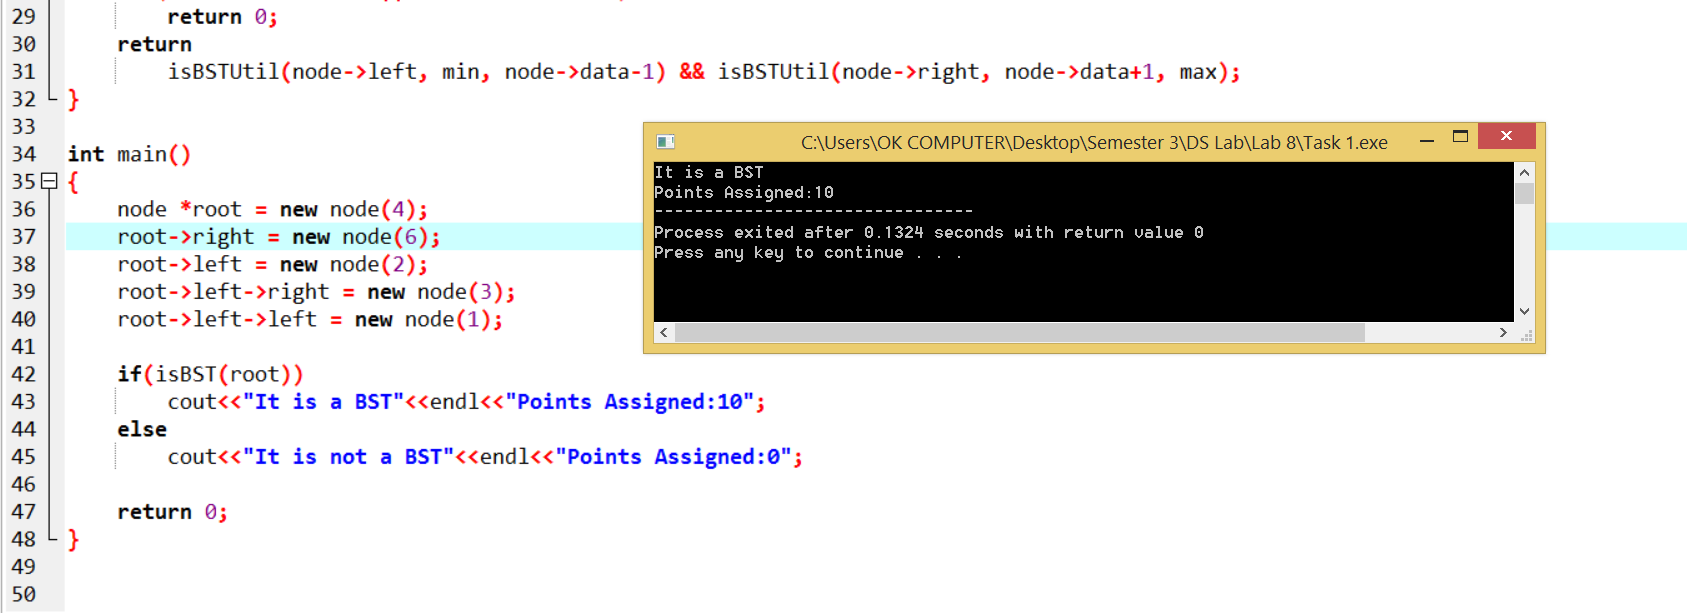 29 return 0;
30 return
31 isBSTUtil(node->left, min, node->data-1) && isBSTUtil(node->right, node->data+1, max);
32 }
33
34 int main()
35 {
36 node *root = new node(4);
37 root->right = new node(6);
38 root->left = new node(2);
39 root->left->right = new node(3);
40 root->left->left = new node(1);
41
42 if(isBST(root))
43 cout<<"It is a BST"<<endl<<"Points Assigned:10";
44 else
45 cout<<"It is not a BST"<<endl<<"Points Assigned:0";
46
47 return 0;
48 }
49
50
C:\Users\OK COMPUTER\Desktop\Semester 3\DS Lab\Lab 8\Task 1.exe
It is a BST
Points Assigned:10
--------------------------------
Process exited after 0.1324 seconds with return value 0
Press any key to continue . . .